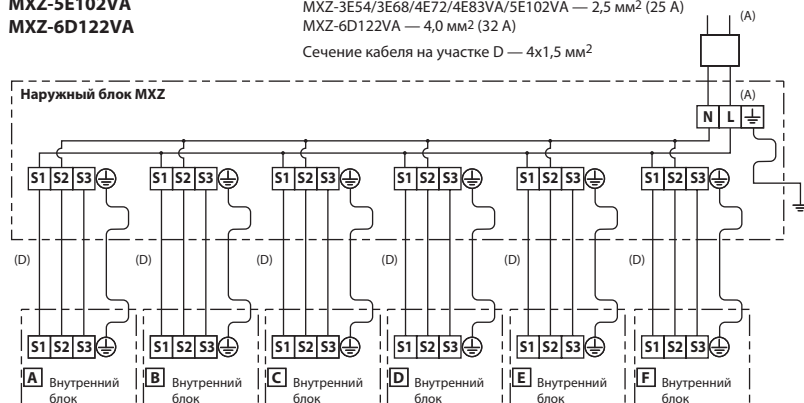 MXZ-5E102VA
MXZ-6D122VA
MXZ-3E54/3E68/4E72/4E83VA/5E102VA — 2,5 мм² (25 А)
MXZ-6D122VA — 4,0 мм² (32 А)
Сечение кабеля на участке D — 4х1,5 мм²
(A)
Наружный блок MXZ
(A)
N L
S1 S2 S3 S1 S2 S3 S1 S2 S3 S1 S2 S3 S1 S2 S3 S1 S2 S3
(D) (D) (D) (D) (D) (D)
S1 S2 S3 S1 S2 S3 S1 S2 S3 S1 S2 S3 S1 S2 S3 S1 S2 S3
A Внутренний блок
B Внутренний блок
C Внутренний блок
D Внутренний блок
E Внутренний блок
F Внутренний блок